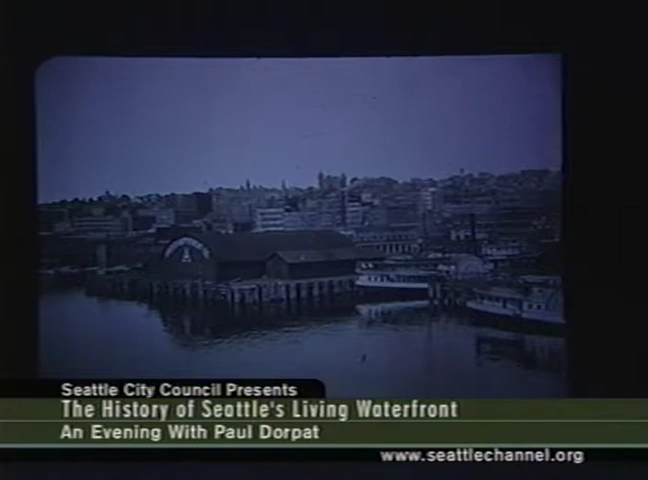 Seattle City Council Presents
The History of Seattle's Living Waterfront
An Evening With Paul Dorpat
www.seattlechannel.org